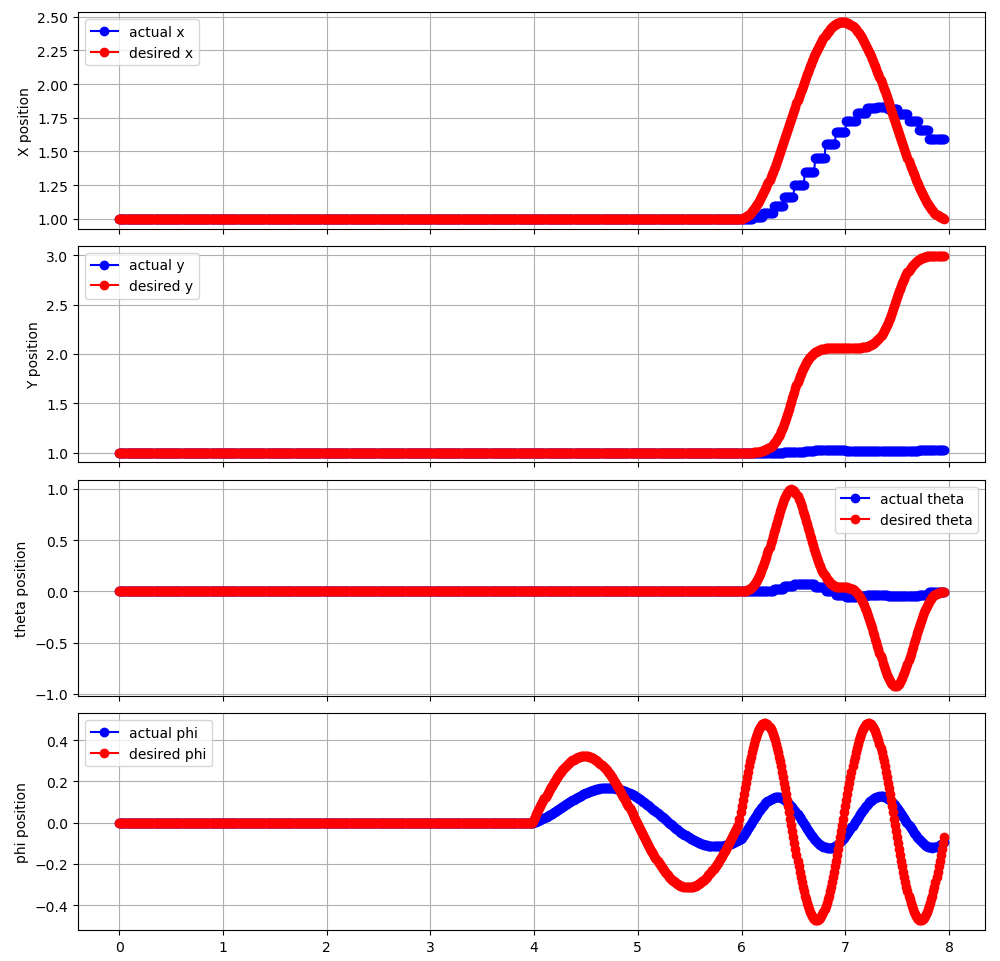 2.50
2.25
2.00
1.75
1.50
1.25
1.00
X position
actual x
desired x
3.0
2.5
2.0
1.5
1.0
Y position
actual y
desired y
1.0
0.5
0.0
−0.5
−1.0
theta position
actual theta
desired theta
0.4
0.2
0.0
−0.2
−0.4
phi position
actual phi
desired phi
0 1 2 3 4 5 6 7 8